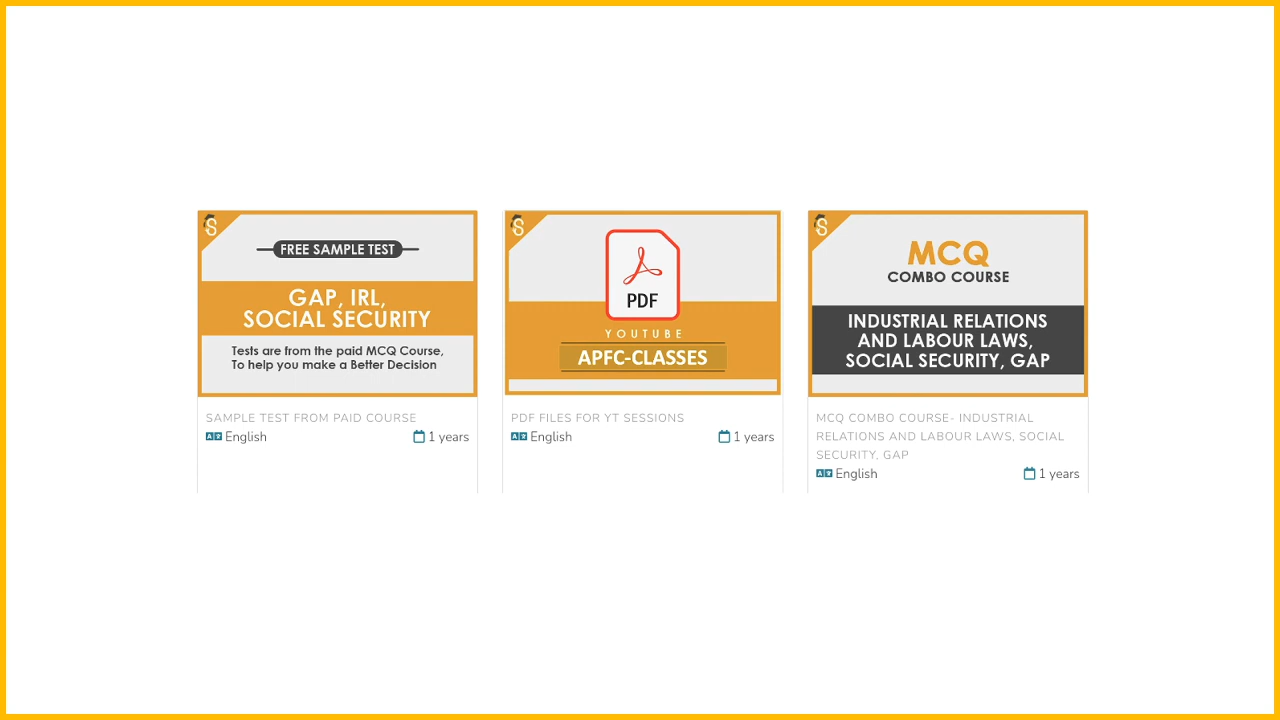 FREE SAMPLE TEST
GAP, IRL,
SOCIAL SECURITY
Tests are from the paid MCQ Course,
To help you make a Better Decision
SAMPLE TEST FROM PAID COURSE
English
1 years
PDF
YOUTUBE
APFC-CLASSES
PDF FILES FOR YT SESSIONS
English
1 years
MCQ
COMBO COURSE
INDUSTRIAL RELATIONS
AND LABOUR LAWS,
SOCIAL SECURITY, GAP
MCQ COMBO COURSE- INDUSTRIAL
RELATIONS AND LABOUR LAWS, SOCIAL
SECURITY, GAP
English
1 years